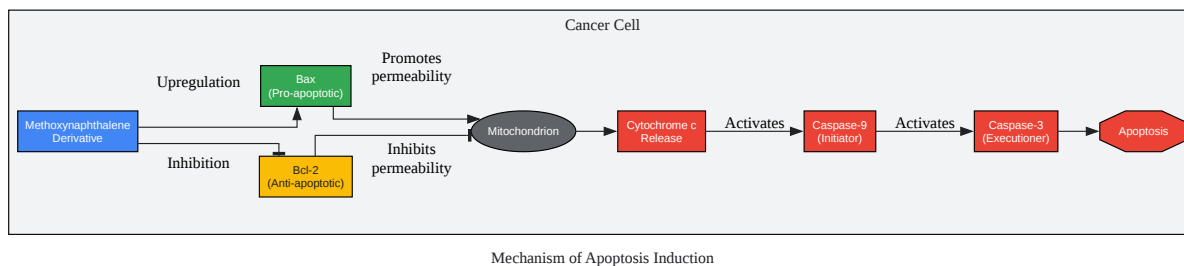 Cancer Cell
Methoxynaphthalene
Derivative
Upregulation
Inhibition
Bax
(Pro-apoptotic)
Bcl-2
(Anti-apoptotic)
Promotes
permeability
Inhibits
permeability
Mitochondrion
Cytochrome c
Release
Activates
Caspase-9
(Initiator)
Activates
Caspase-3
(Executioner)
Apoptosis
Mechanism of Apoptosis Induction